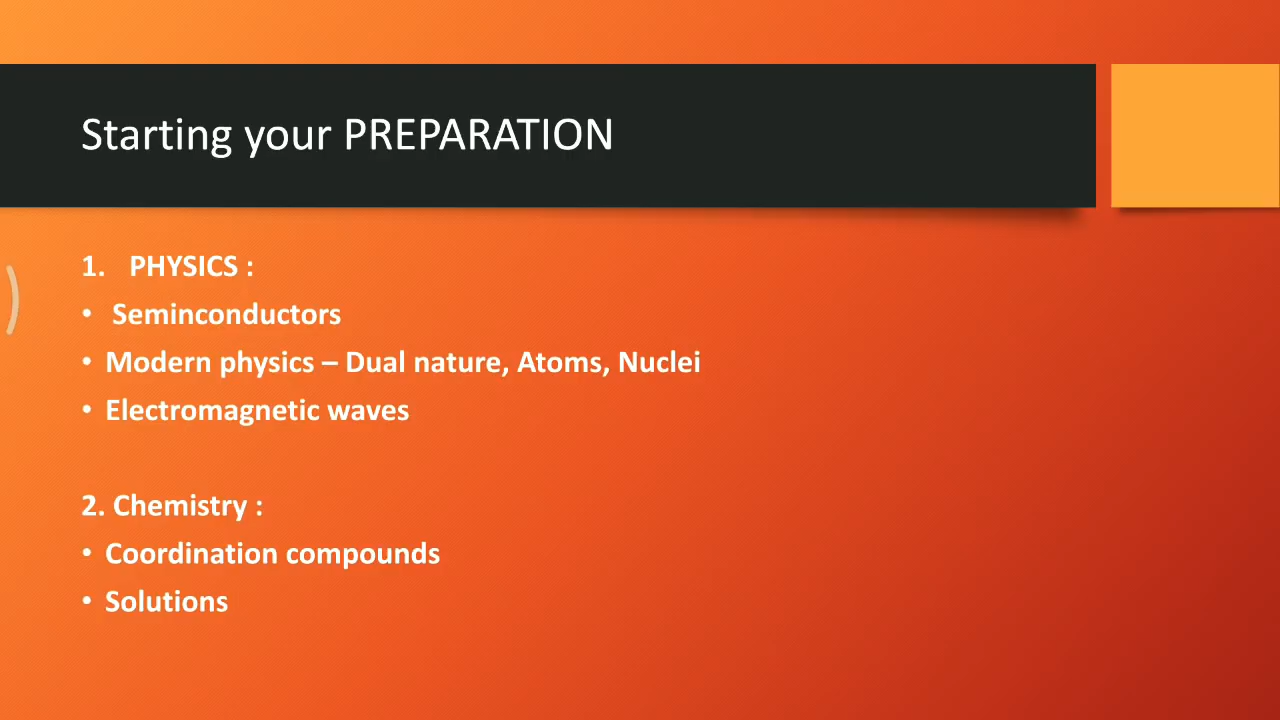 Starting your PREPARATION
1. PHYSICS :
• Seminconductors
• Modern physics – Dual nature, Atoms, Nuclei
• Electromagnetic waves
2. Chemistry :
• Coordination compounds
• Solutions